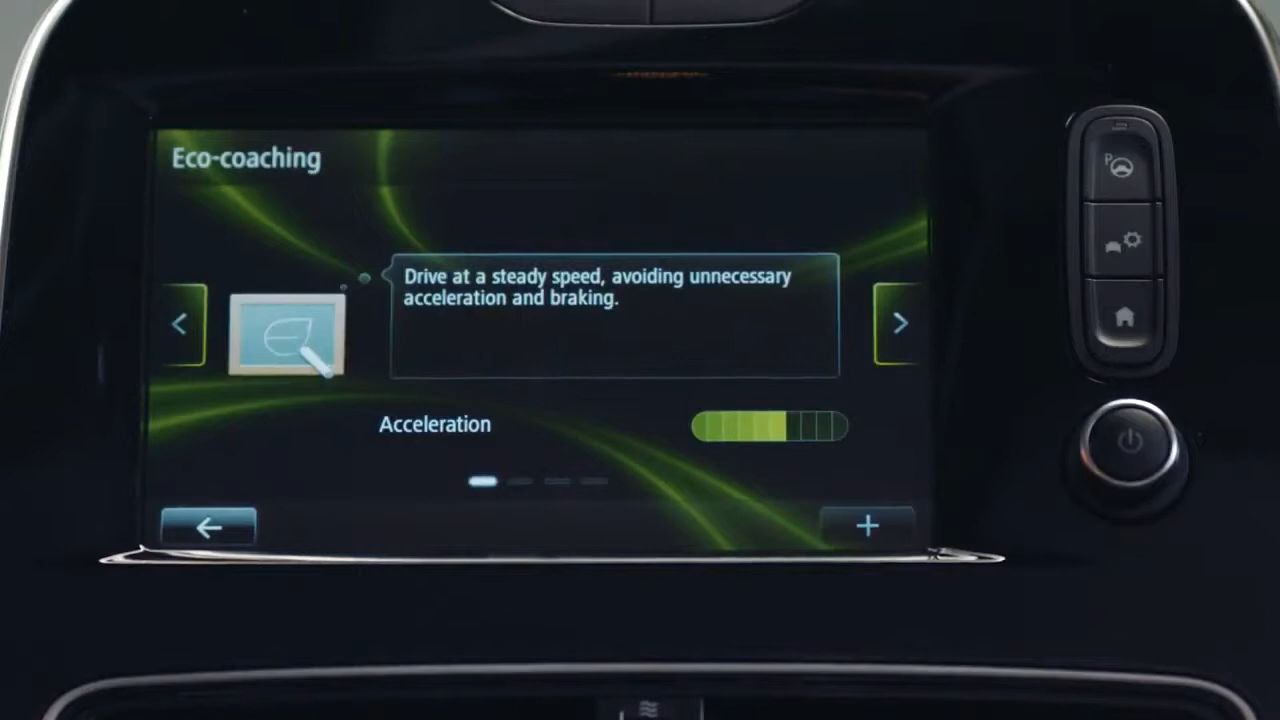 Eco-coaching
Drive at a steady speed, avoiding unnecessary
acceleration and braking.
Acceleration
P